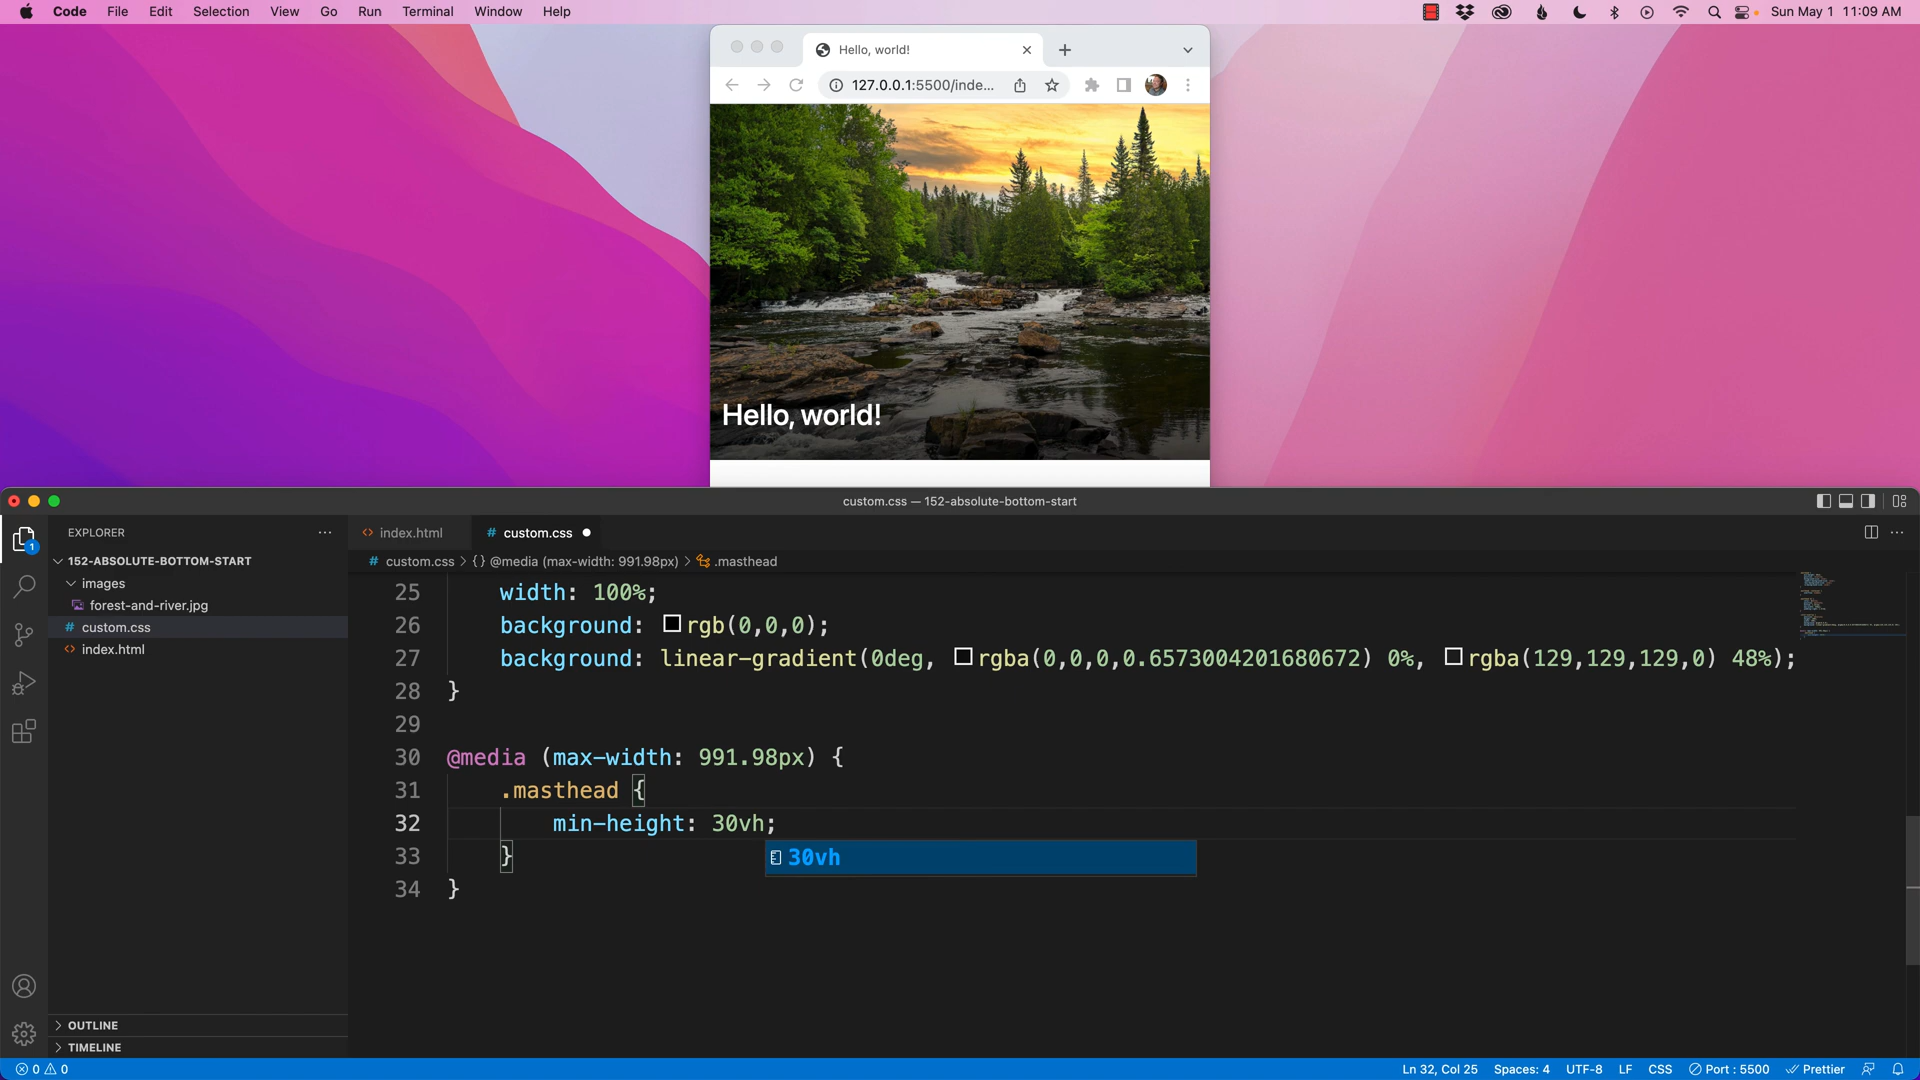 Code File Edit Selection View Go Run Terminal Window Help Sun May 1 11:09 AM
Hello, world!
127.0.0.1:5500/inde...
Hello, world!
custom.css — 152-absolute-bottom-start
EXPLORER
152-ABSOLUTE-BOTTOM-START
images
forest-and-river.jpg
# custom.css
index.html
OUTLINE
TIMELINE
1
index.html # custom.css
# custom.css > {} @media (max-width: 991.98px) > .masthead
25 width: 100%;
26 background: rgb(0,0,0);
27 background: linear-gradient(0deg, rgba(0,0,0,0.6573004201680672) 0%, rgba(129,129,129,0) 48%);
28 }
29
30 @media (max-width: 991.98px) {
31 .masthead {
32 min-height: 30vh;
33 }
30vh
34 }
0 0 Ln 32, Col 25 Spaces: 4 UTF-8 LF CSS Port : 5500 Prettier